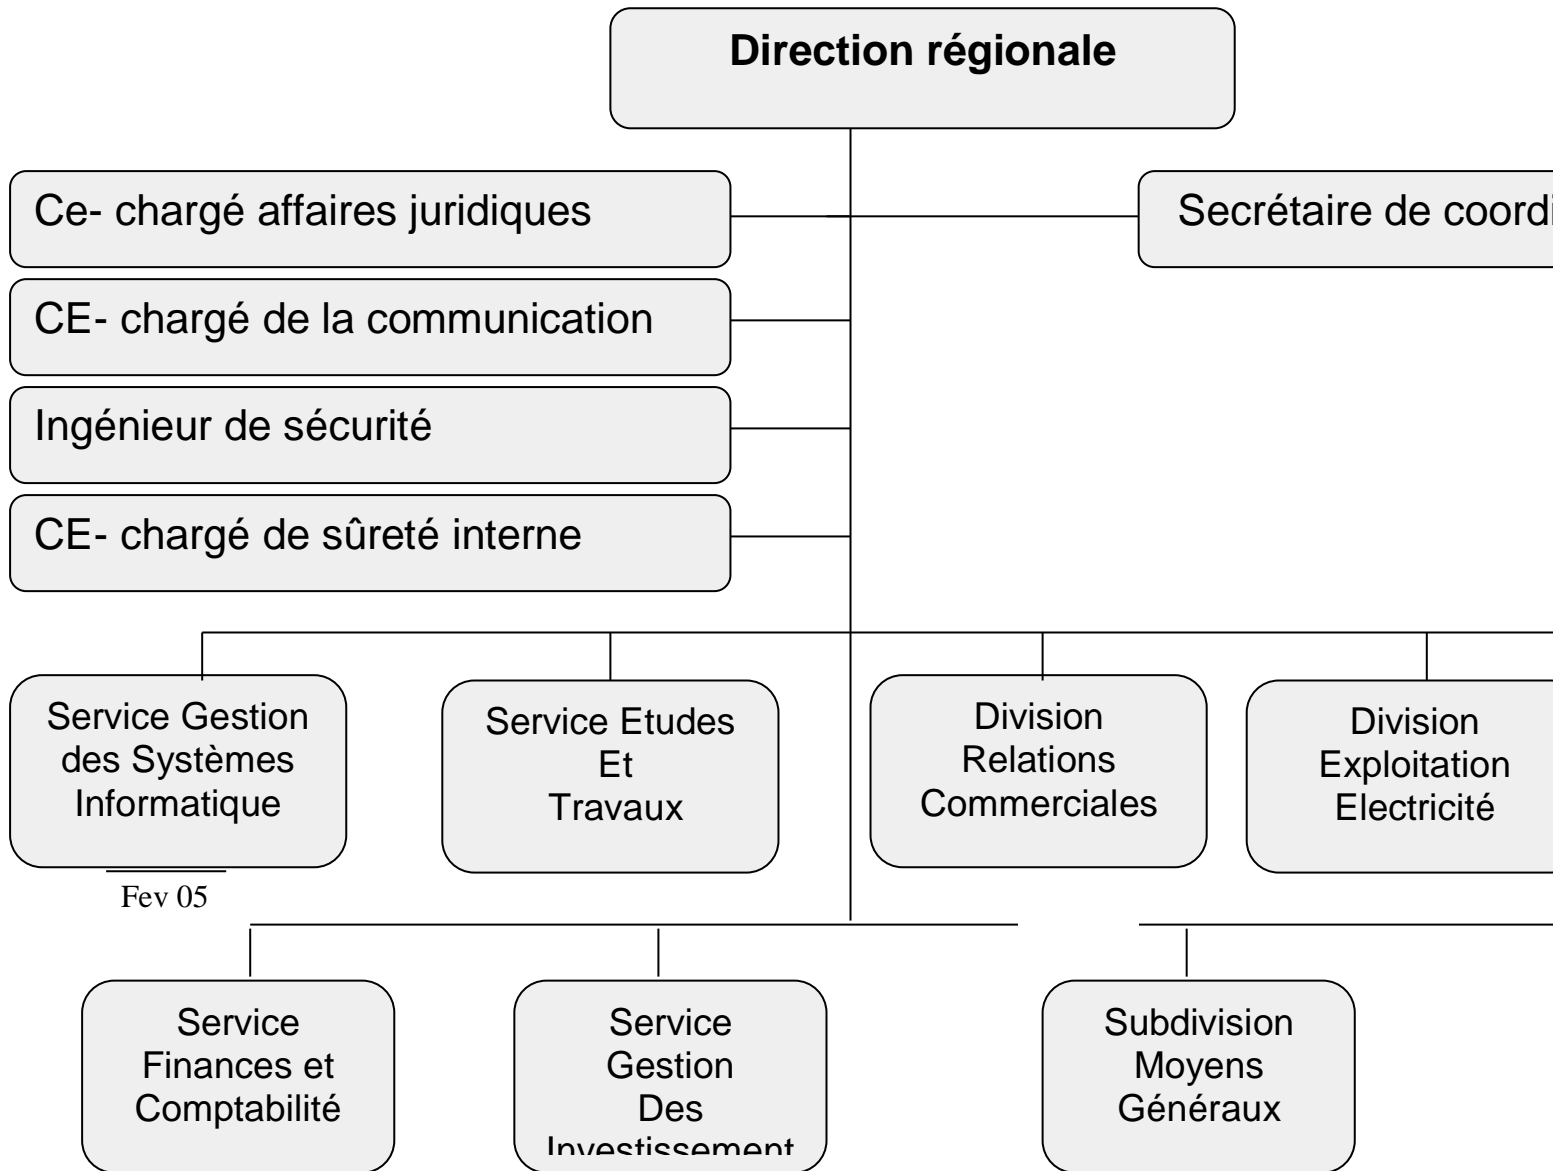 Direction régionale
Ce- chargé affaires juridiques
Secrétaire de coordi
CE- chargé de la communication
Ingénieur de sécurité
CE- chargé de sûreté interne
Service Gestion
des Systèmes
Informatique
Service Etudes
Et
Travaux
Division
Relations
Commerciales
Division
Exploitation
Electricité
Fev 05
Service
Finances et
Comptabilité
Service
Gestion
Des
Investissement
Subdivision
Moyens
Généraux